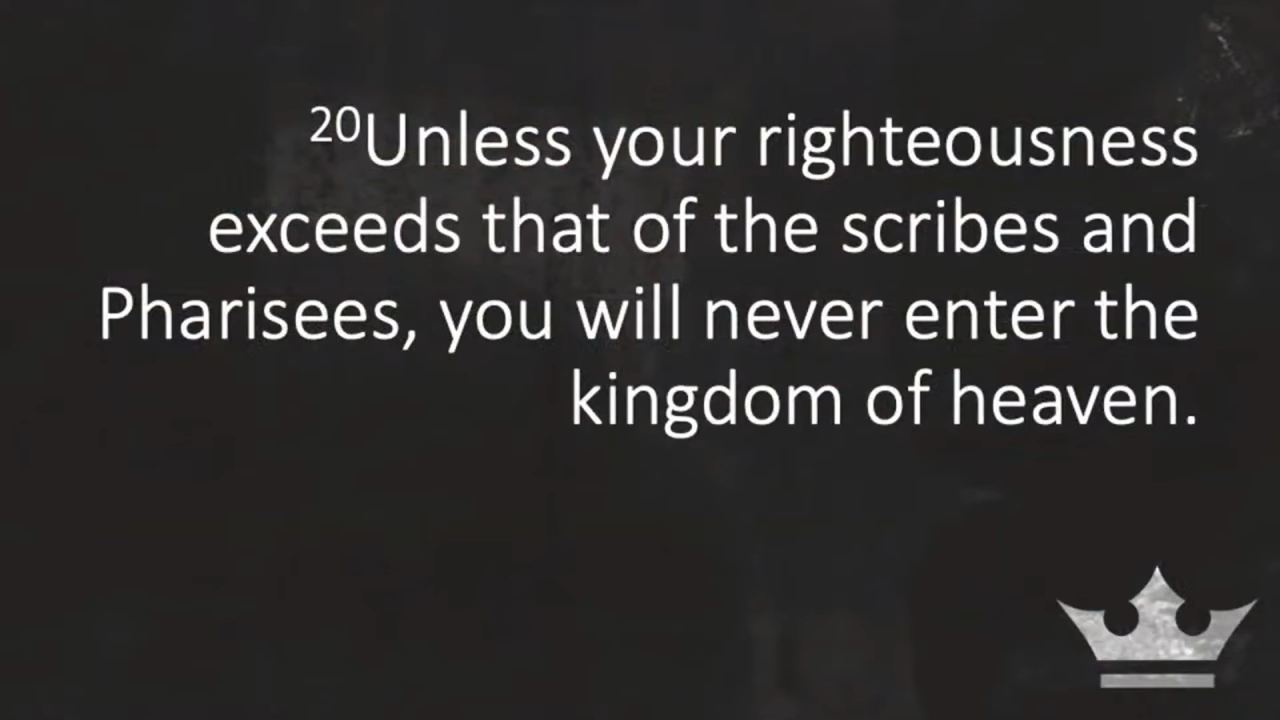 ²⁰Unless your righteousness
exceeds that of the scribes and
Pharisees, you will never enter the
kingdom of heaven.